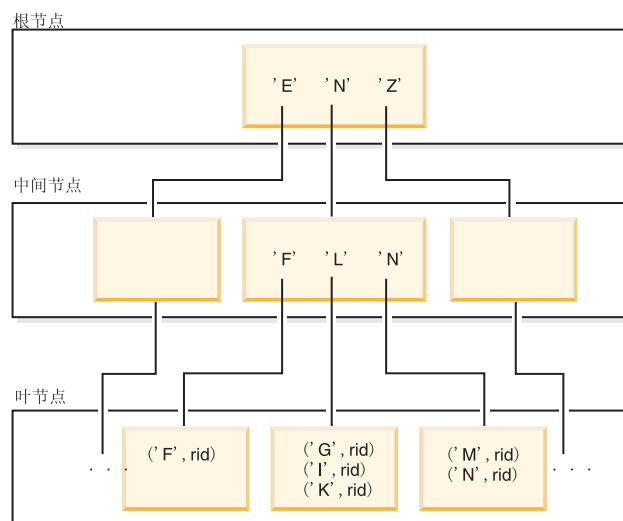 根节点
'E' 'N' 'Z'
中间节点
'F' 'L' 'N'
叶节点
('F', rid)
('G', rid)
('I', rid)
('K', rid)
('M', rid)
('N', rid)
. . .
. . .